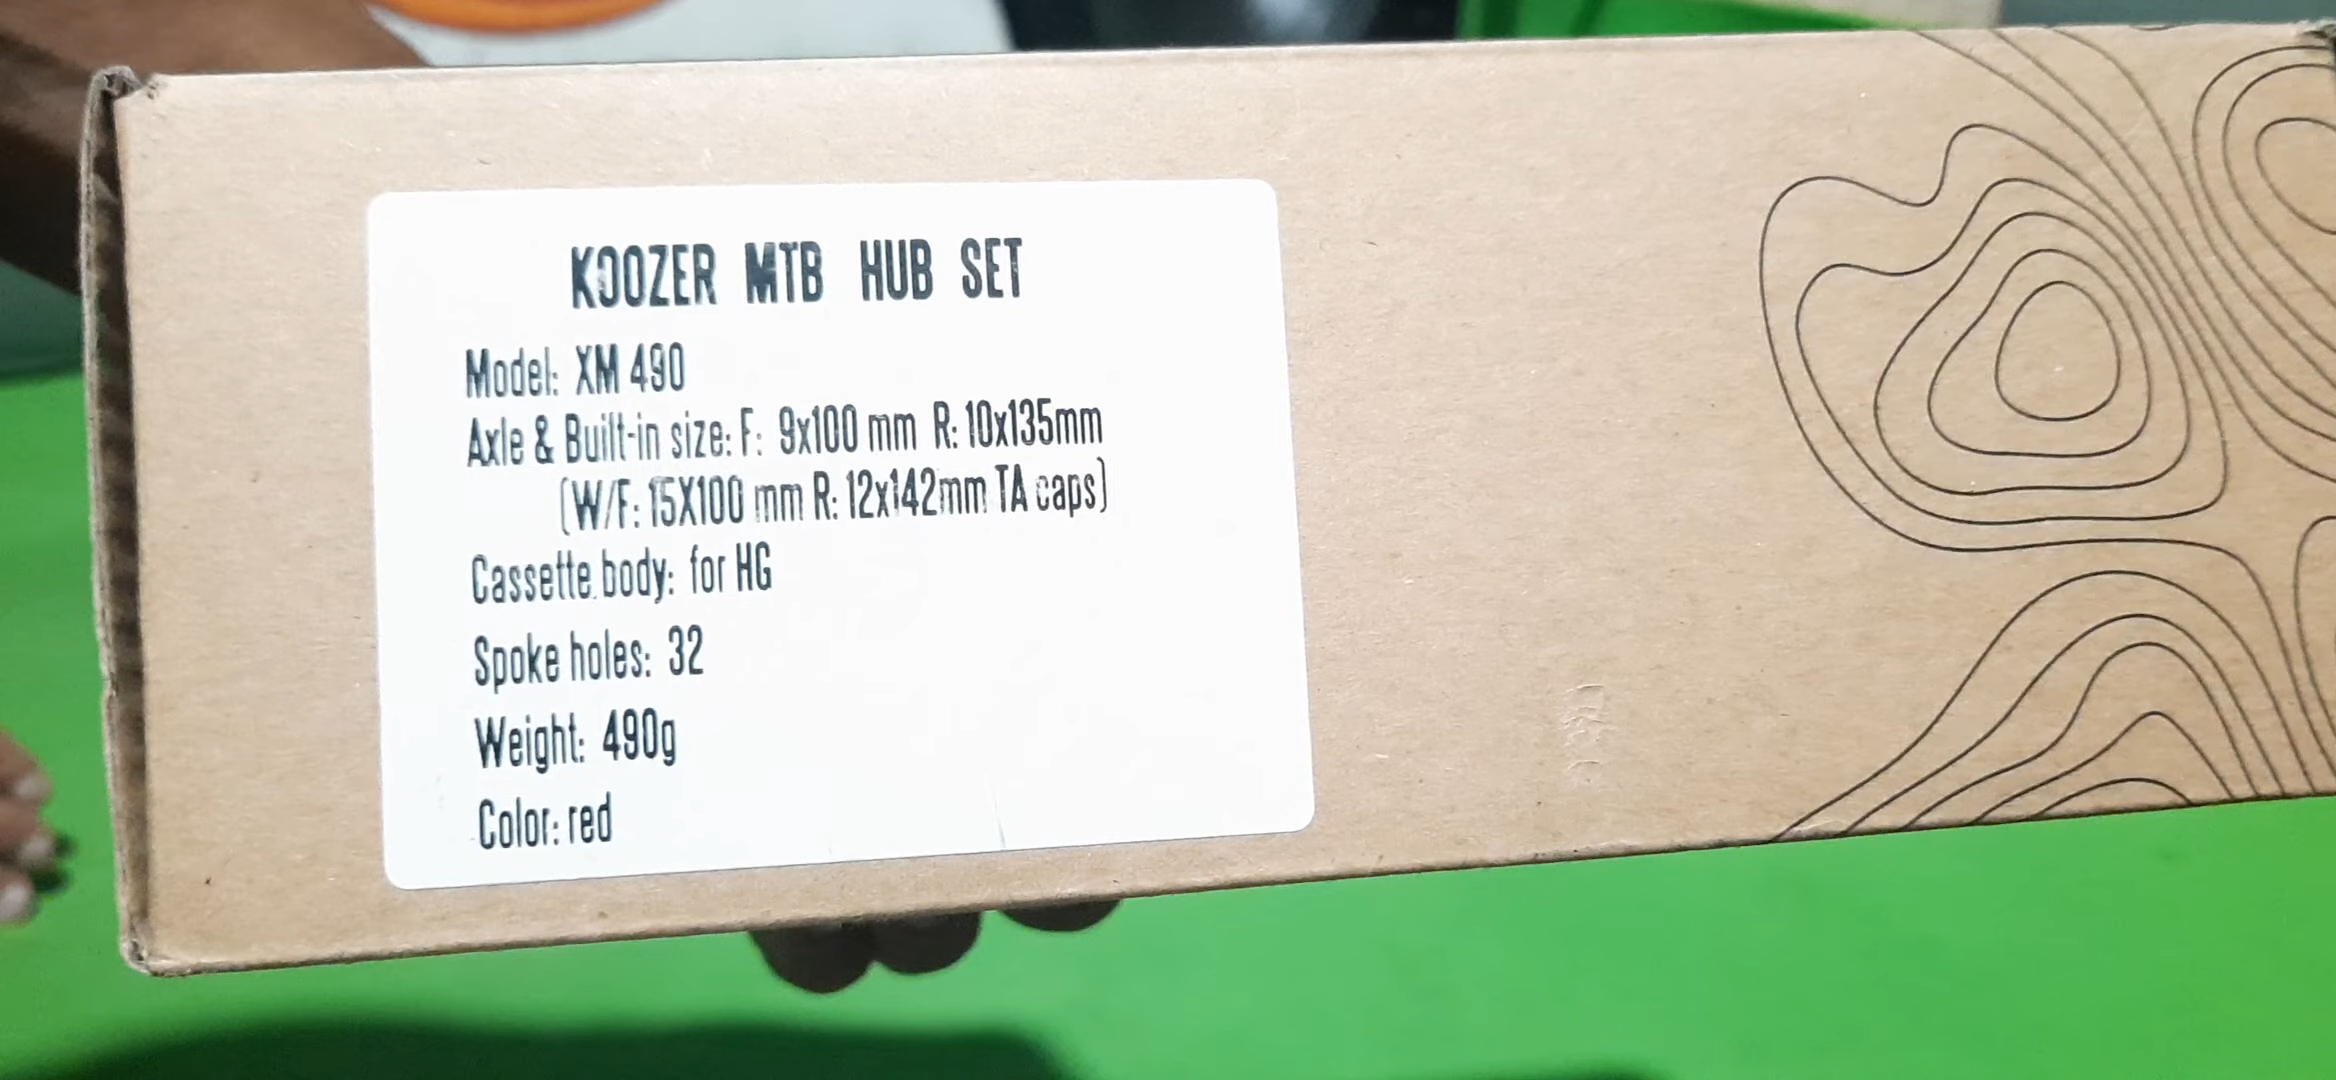 KOOZER MTB HUB SET
Model: XM 490
Axle & Built-in size: F: 9x100 mm R: 10x135mm
(W/F: 15X100 mm R: 12x142mm TA caps)
Cassette body: for HG
Spoke holes: 32
Weight: 490g
Color: red